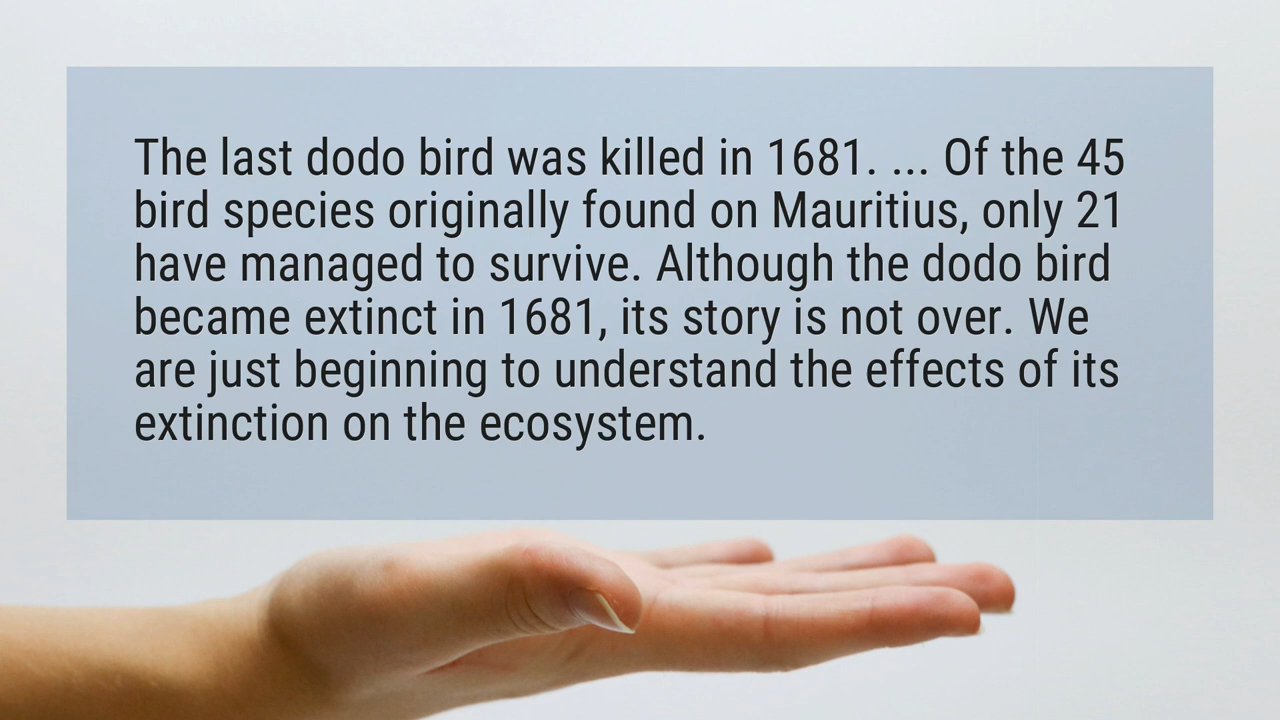 The last dodo bird was killed in 1681. ... Of the 45
bird species originally found on Mauritius, only 21
have managed to survive. Although the dodo bird
became extinct in 1681, its story is not over. We
are just beginning to understand the effects of its
extinction on the ecosystem.